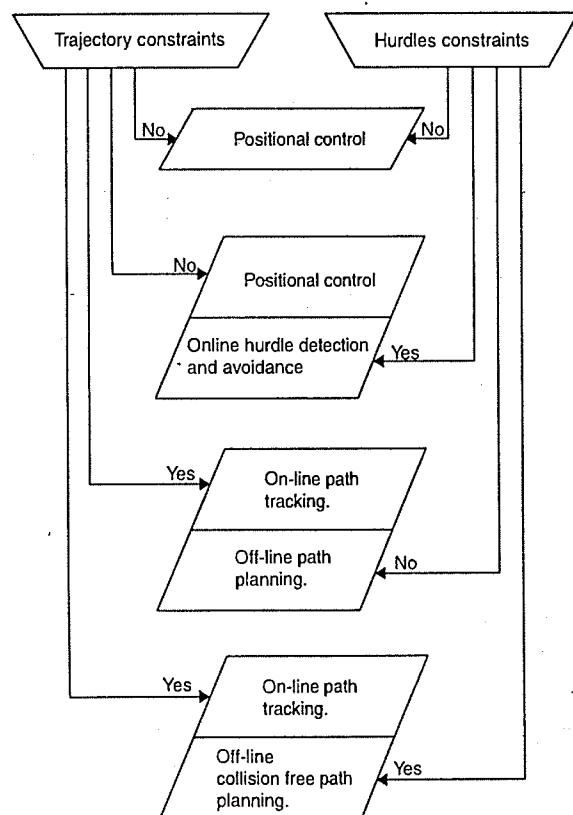 Trajectory constraints
Hurdles constraints
No
Positional control
No
No
Positional control
Online hurdle detection
and avoidance
Yes
Yes
On-line path
tracking.
Off-line path
planning.
No
Yes
On-line path
tracking.
Off-line
collision free path
planning.
Yes